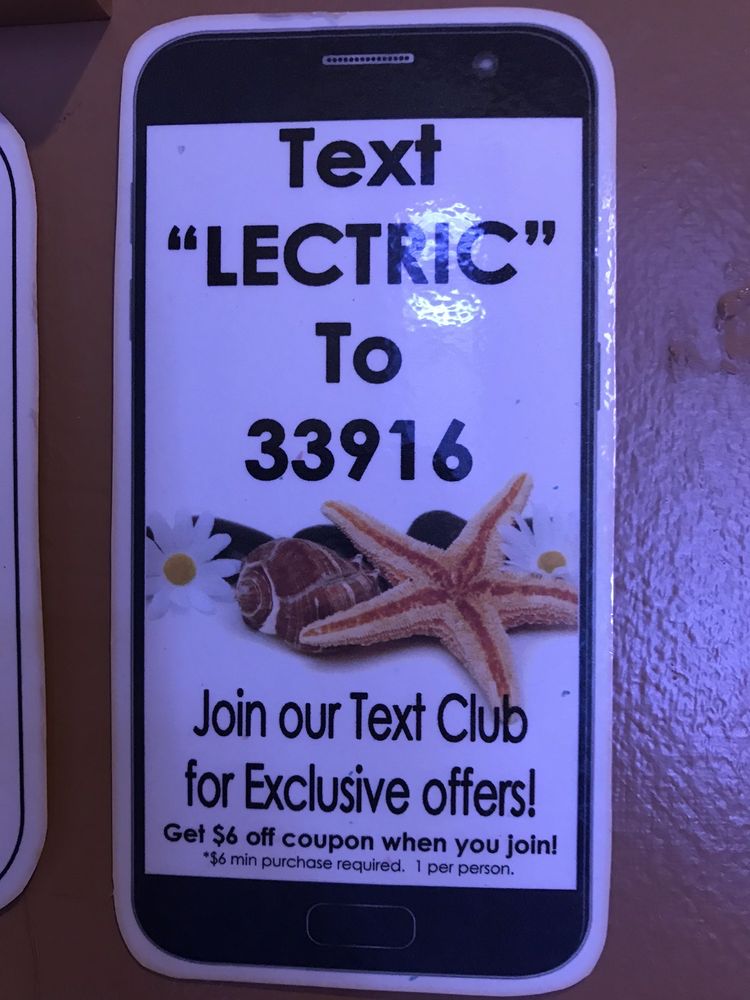 Text
“LECTRIC”
To
33916
Join our Text Club
for Exclusive offers!
Get $6 off coupon when you join!
*$6 min purchase required. 1 per person.